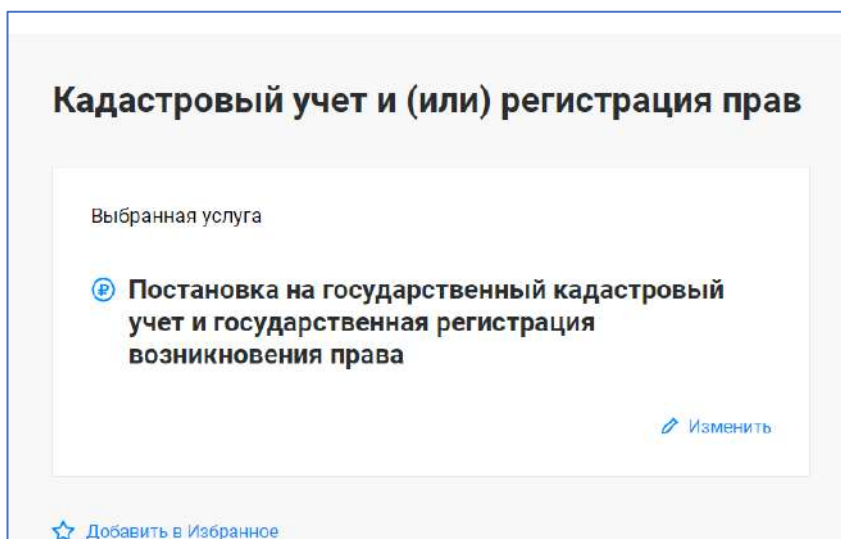 Кадастровый учет и (или) регистрация прав
Выбранная услуга
Постановка на государственный кадастровый
учет и государственная регистрация
возникновения права
Изменить
Добавить в Избранное